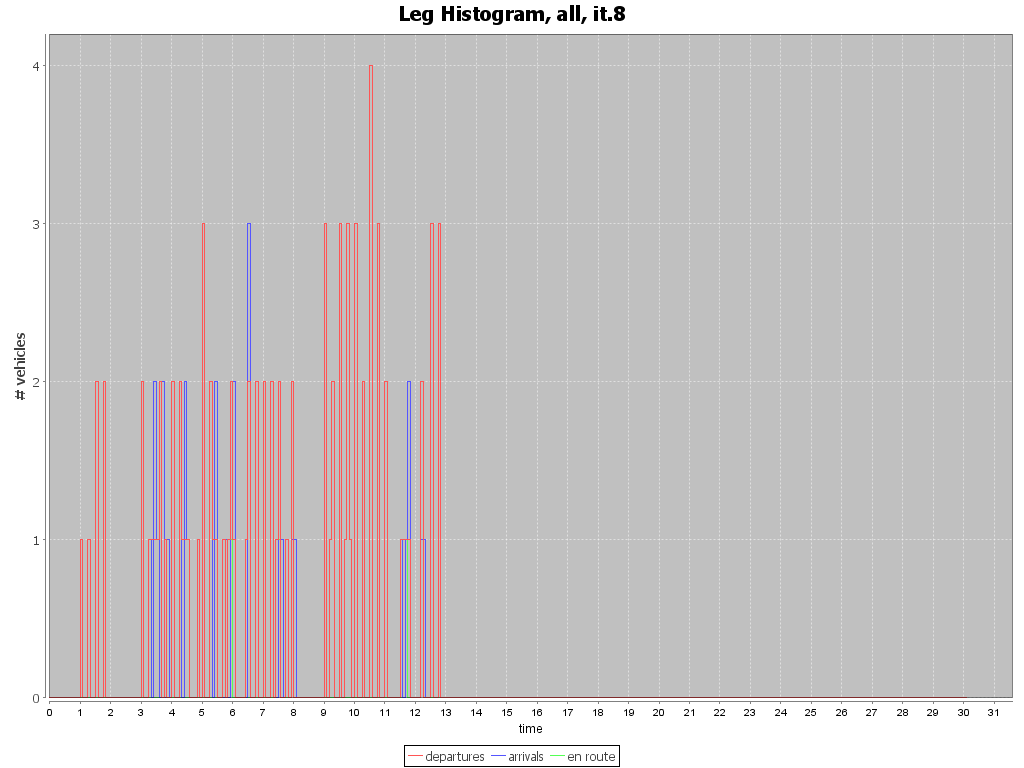 Leg Histogram, all, it.8
4
3
2
1
0
# vehicles
0 1 2 3 4 5 6 7 8 9 10 11 12 13 14 15 16 17 18 19 20 21 22 23 24 25 26 27 28 29 30 31
time
departures arrivals en route